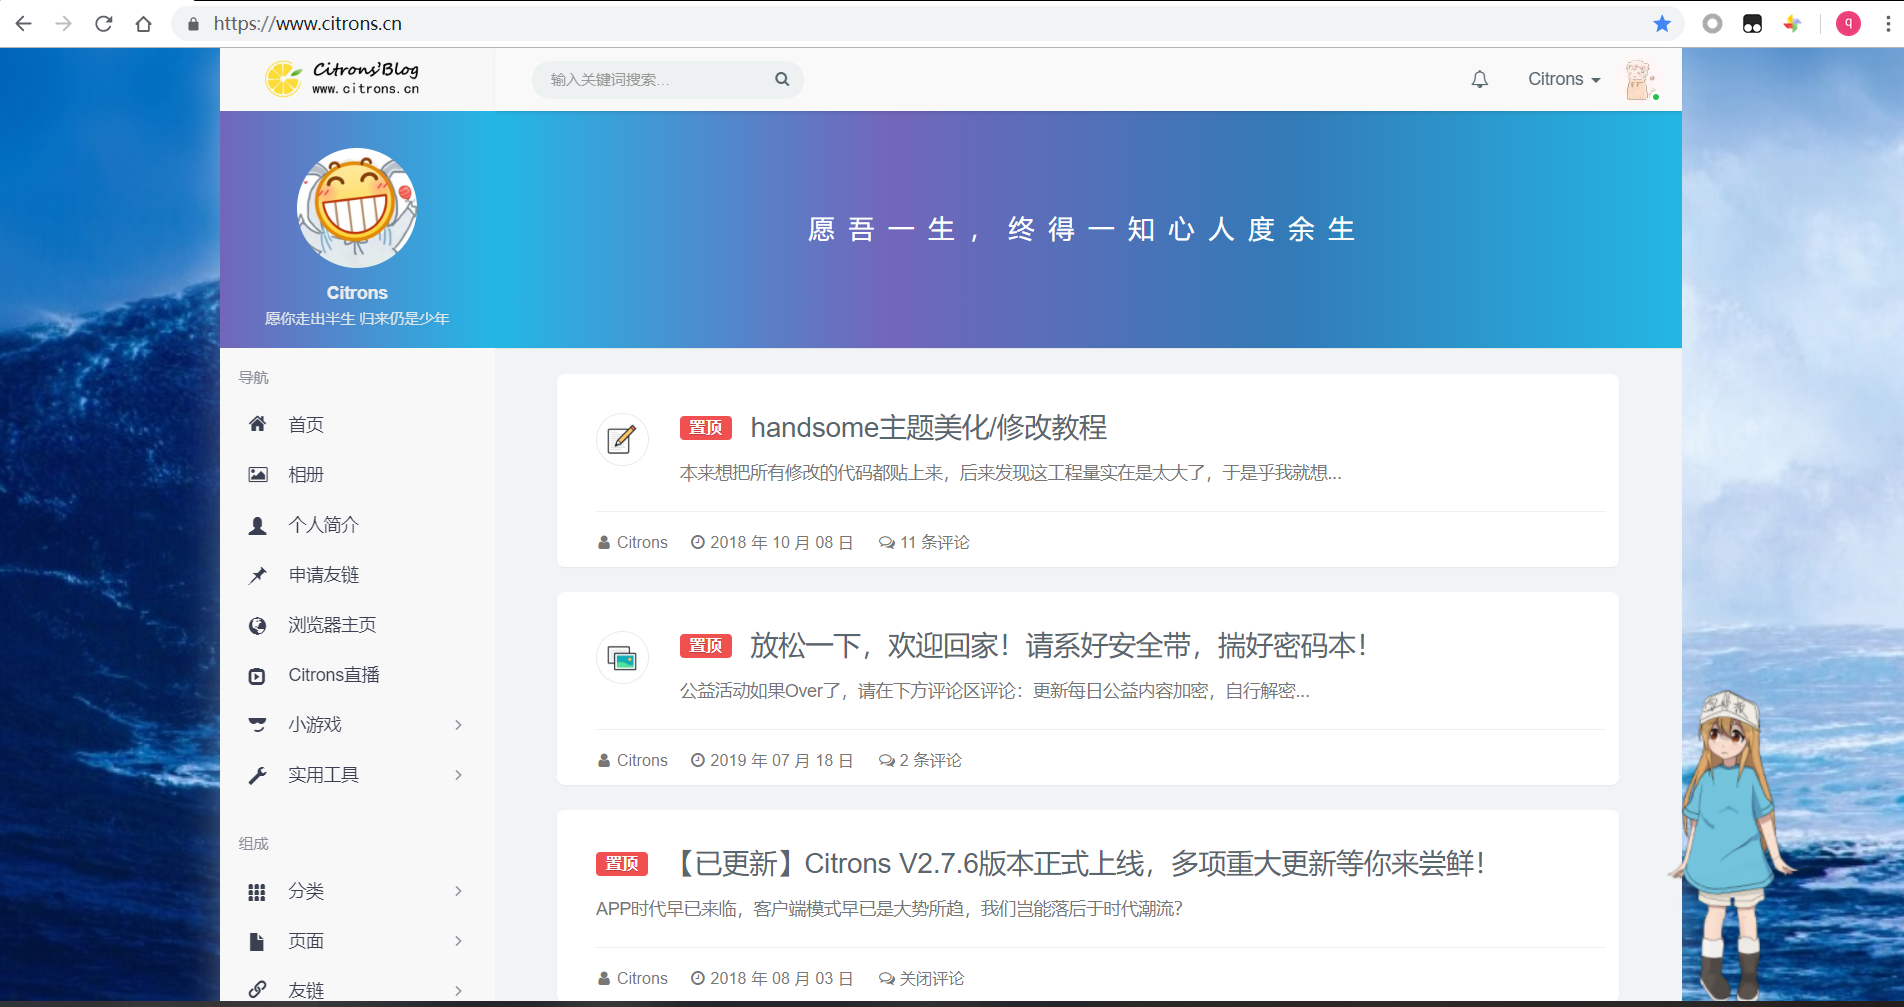 https://www.citrons.cn
q
Citrons'Blog
www.citrons.cn
输入关键词搜索...
Citrons
愿吾一生，终得一知心人度余生
Citrons
愿你走出半生 归来仍是少年
导航
首页
相册
个人简介
申请友链
浏览器主页
Citrons直播
小游戏
实用工具
组成
分类
页面
友链
置顶 handsome主题美化/修改教程
本来想把所有修改的代码都贴上来，后来发现这工程量实在是太大了，于是乎我就想...
Citrons 2018 年 10 月 08 日 11 条评论
置顶 放松一下，欢迎回家！请系好安全带，揣好密码本！
公益活动如果Over了，请在下方评论区评论：更新每日公益内容加密，自行解密...
Citrons 2019 年 07 月 18 日 2 条评论
置顶 【已更新】Citrons V2.7.6版本正式上线，多项重大更新等你来尝鲜！
APP时代早已来临，客户端模式早已是大势所趋，我们岂能落后于时代潮流？
Citrons 2018 年 08 月 03 日 关闭评论